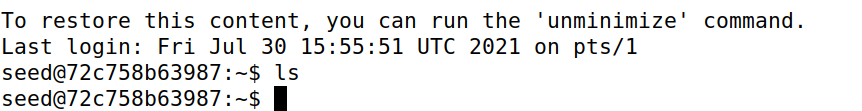 To restore this content, you can run the 'unminimize' command.
Last login: Fri Jul 30 15:55:51 UTC 2021 on pts/1
seed@72c758b63987:~$ ls
seed@72c758b63987:~$